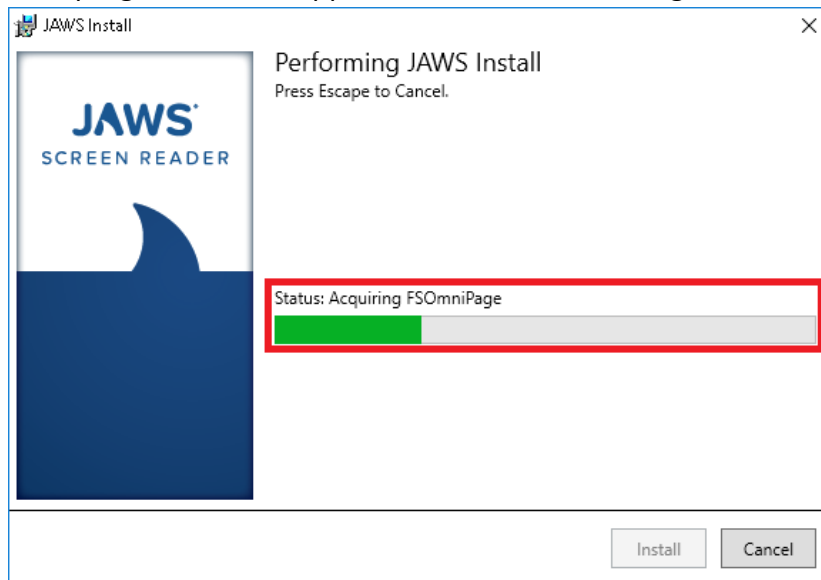 JAWS Install
Performing JAWS Install
Press Escape to Cancel.
JAWS
SCREEN READER
Status: Acquiring FSOmniPage
Install
Cancel